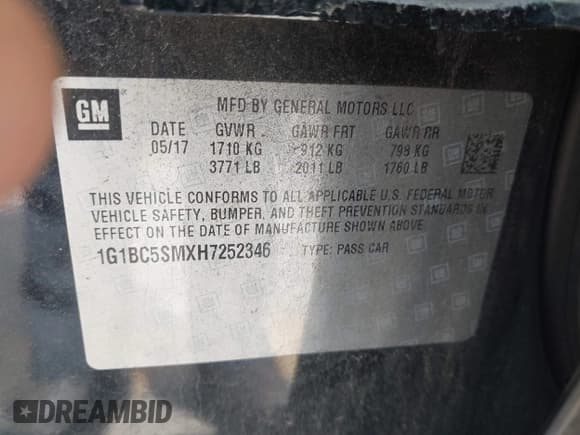 GM
MFD BY GENERAL MOTORS LLC
DATE GVWR GAWR FRT GAWR RR
05/17 1710 KG 912 KG 798 KG
3771 LB 2011 LB 1760 LB
THIS VEHICLE CONFORMS TO ALL APPLICABLE U.S. FEDERAL MOTOR
VEHICLE SAFETY, BUMPER, AND THEFT PREVENTION STANDARDS IN
EFFECT ON THE DATE OF MANUFACTURE SHOWN ABOVE.
1G1BC5SMXH7252346 TYPE: PASS CAR
DREAMBID